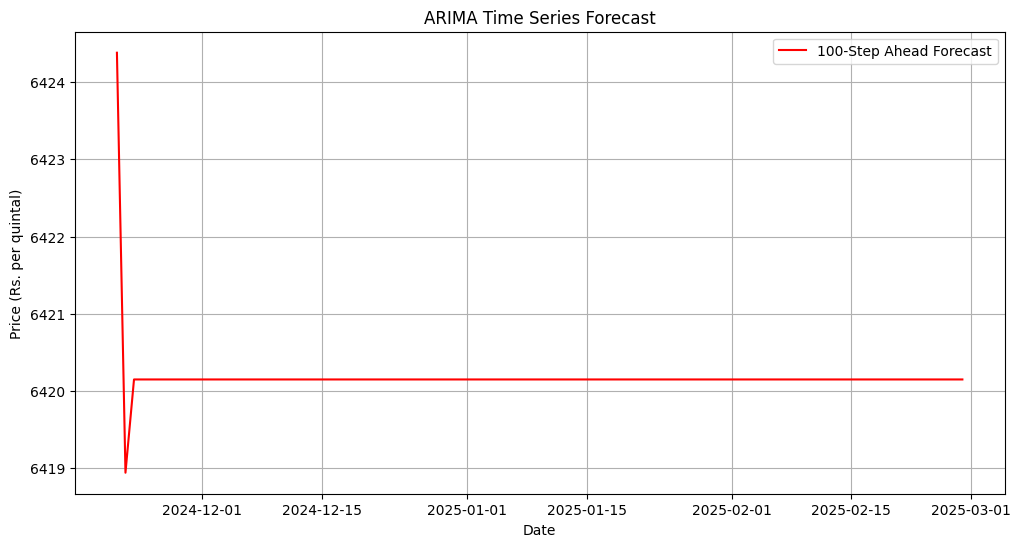 ARIMA Time Series Forecast
100-Step Ahead Forecast
6424
6423
6422
6421
6420
6419
Price (Rs. per quintal)
2024-12-01 2024-12-15 2025-01-01 2025-01-15 2025-02-01 2025-02-15 2025-03-01
Date